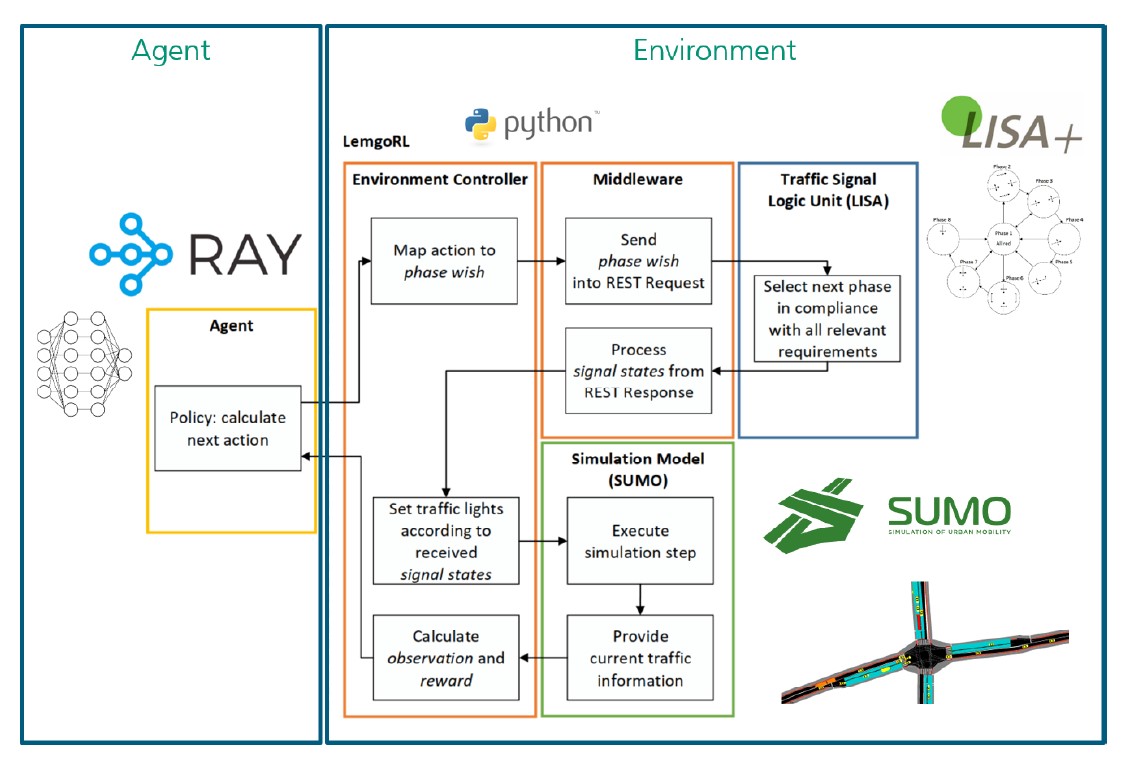 Agent
Environment
python™
LISA+
LemgoRL
Environment Controller
Middleware
Traffic Signal
Logic Unit (LISA)
Phase 2
Phase 3
Phase 8
Phase 4
Phase 1
Allred
Phase 7
Phase 5
Phase 6
Map action to
phase wish
Send
phase wish
into REST Request
Select next phase
in compliance
with all relevant
requirements
RAY
Agent
Process
signal states from
REST Response
Policy: calculate
next action
Simulation Model
(SUMO)
Set traffic lights
according to
received
signal states
Execute
simulation step
SUMO
SIMULATION OF URBAN MOBILITY
Calculate
observation and
reward
Provide
current traffic
information